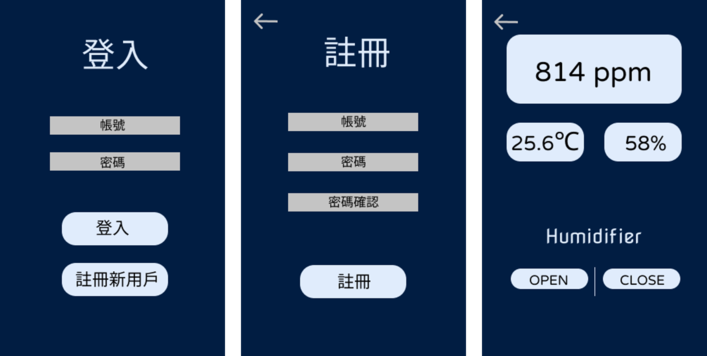 登入
帳號
密碼
登入
註冊新用戶
註冊
帳號
密碼
密碼確認
註冊
814 ppm
25.6℃
58%
Humidifier
OPEN
CLOSE